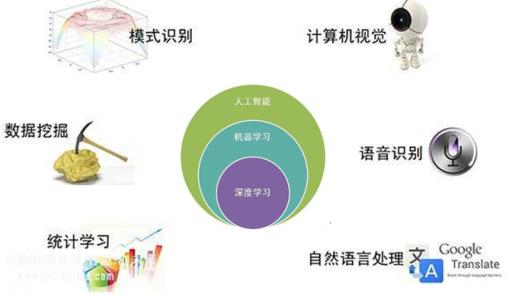 模式识别
计算机视觉
人工智能
数据挖掘
机器学习
语音识别
深度学习
统计学习
自然语言处理
文
A
Google
Translate